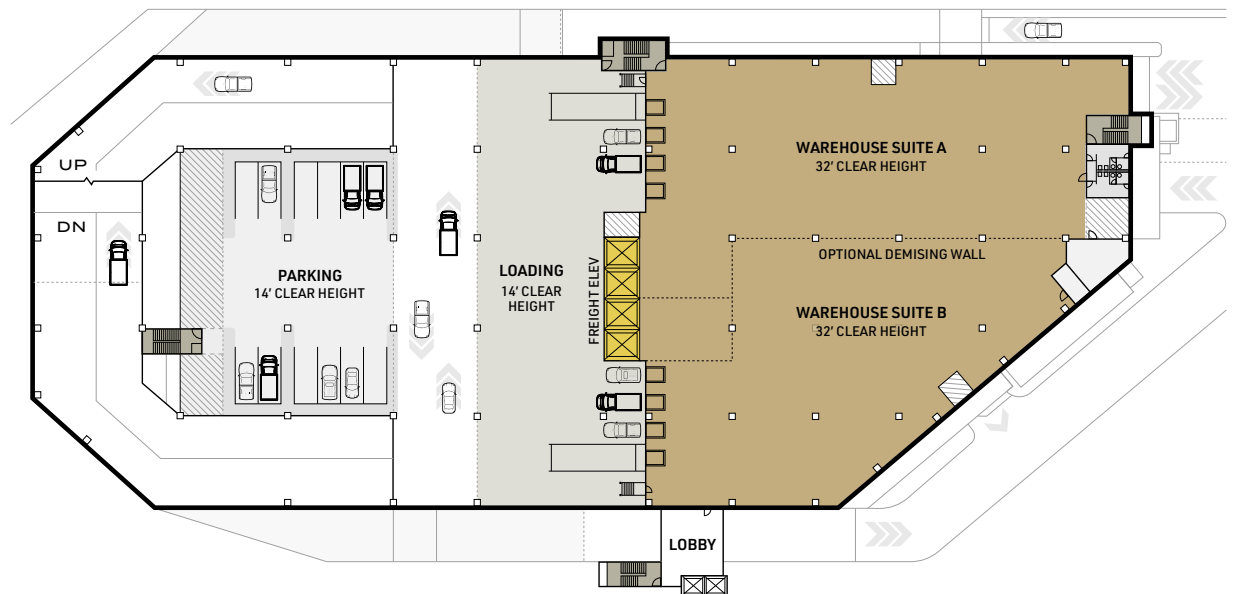 UP
DN
PARKING
14′ CLEAR HEIGHT
LOADING
14′ CLEAR
HEIGHT
FREIGHT ELEV
WAREHOUSE SUITE A
32′ CLEAR HEIGHT
OPTIONAL DEMISING WALL
WAREHOUSE SUITE B
32′ CLEAR HEIGHT
LOBBY